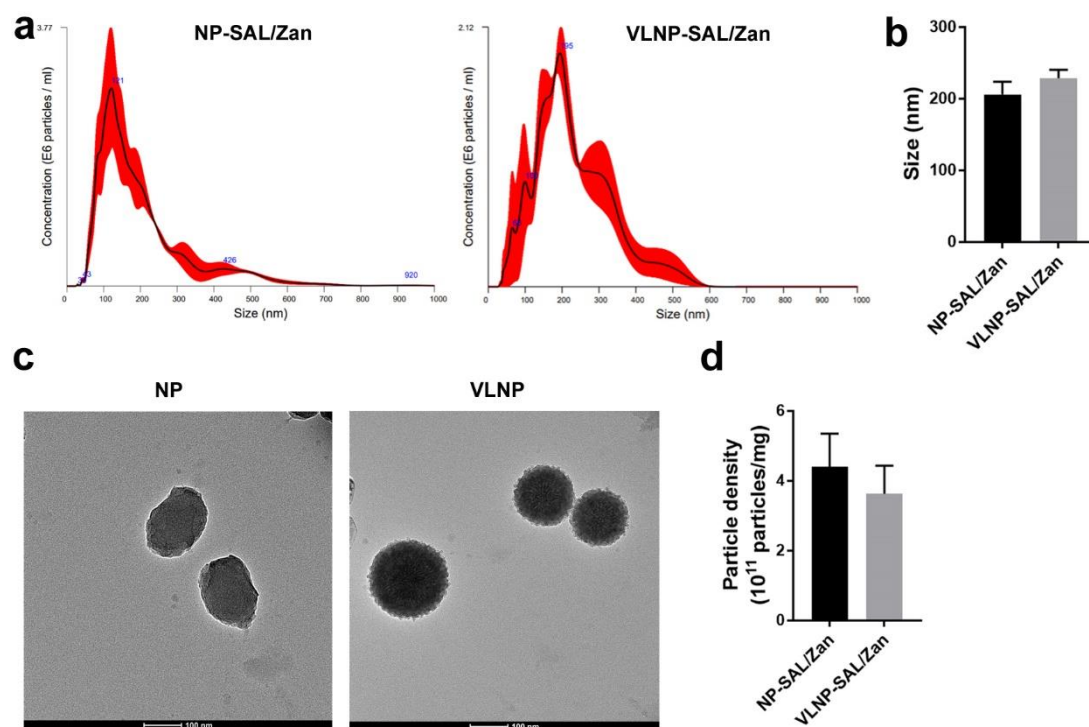 a
NP-SAL/Zan
3.77
Concentration (E6 particles / ml)
121
426
920
0 100 200 300 400 500 600 700 800 900 1000
Size (nm)
VLNP-SAL/Zan
2.12
Concentration (E6 particles / ml)
195
0 100 200 300 400 500 600 700 800 900 1000
Size (nm)
b
Size (nm)
300
200
100
0
NP-SAL/Zan
VLNP-SAL/Zan
c
NP
VLNP
100 nm
100 nm
d
Particle density
(10¹¹ particles/mg)
6
4
2
0
NP-SAL/Zan
VLNP-SAL/Zan